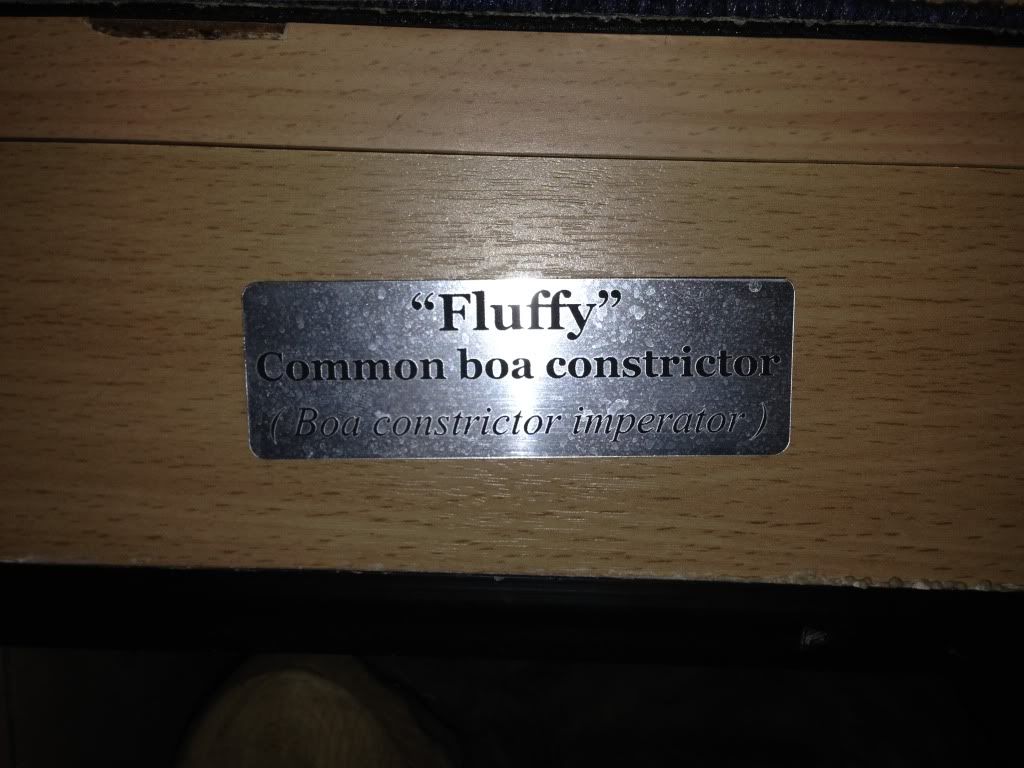 “Fluffy”
Common boa constrictor
( Boa constrictor imperator )